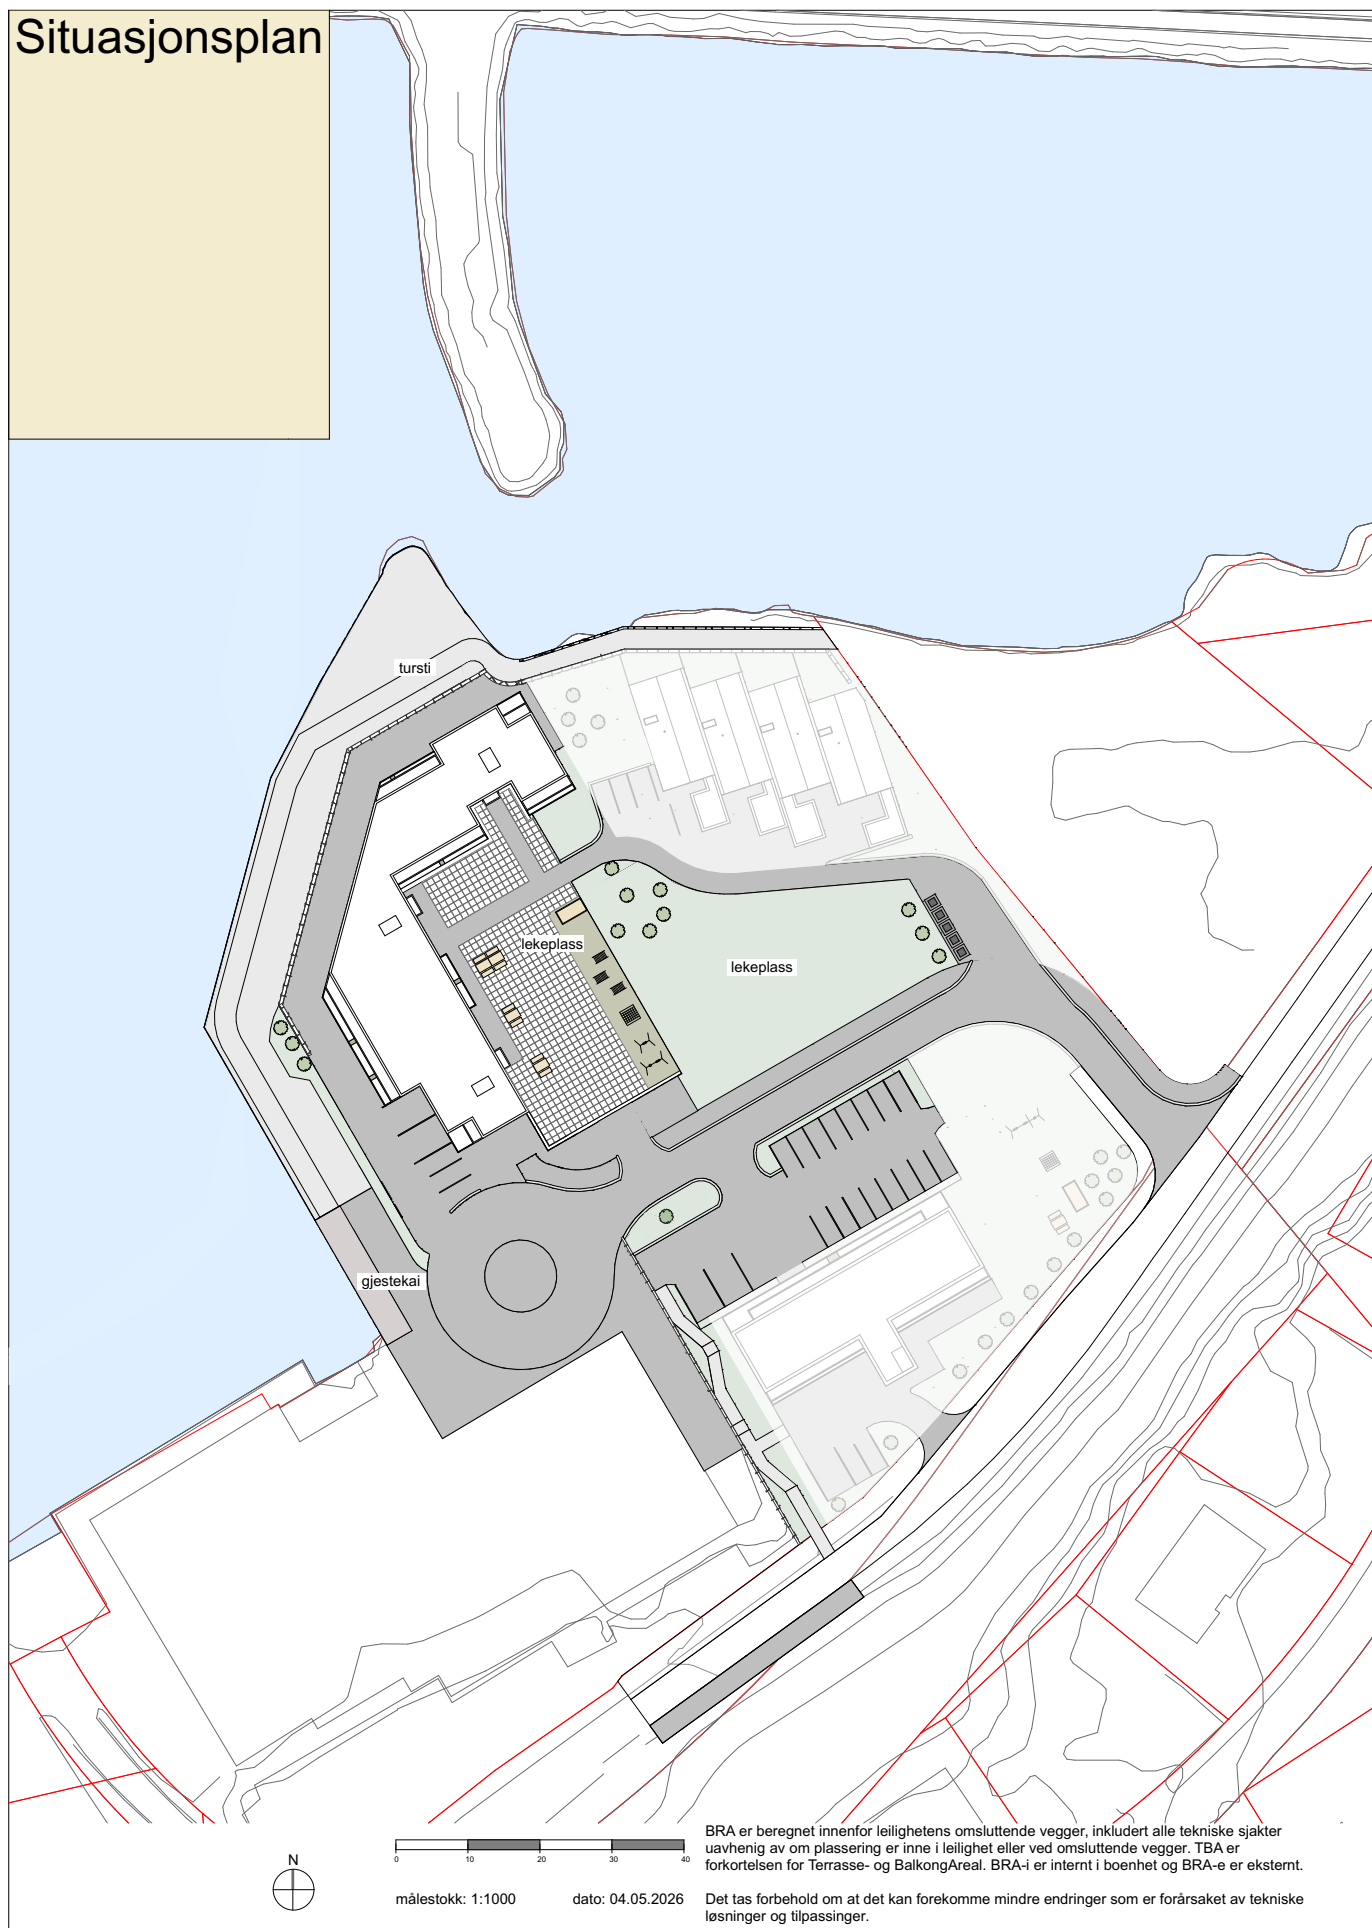 Situasjonsplan
tursti
lekeplass
lekeplass
gjestekai
N
0 10 20 30 40
målestokk: 1:1000 dato: 04.05.2026
BRA er beregnet innenfor leilighetens omsluttende vegger, inkludert alle tekniske sjakter
uavhenig av om plassering er inne i leilighet eller ved omsluttende vegger. TBA er
forkortelsen for Terrasse- og BalkongAreal. BRA-i er internt i boenhet og BRA-e er eksternt.
Det tas forbehold om at det kan forekomme mindre endringer som er forårsaket av tekniske
løsninger og tilpassinger.